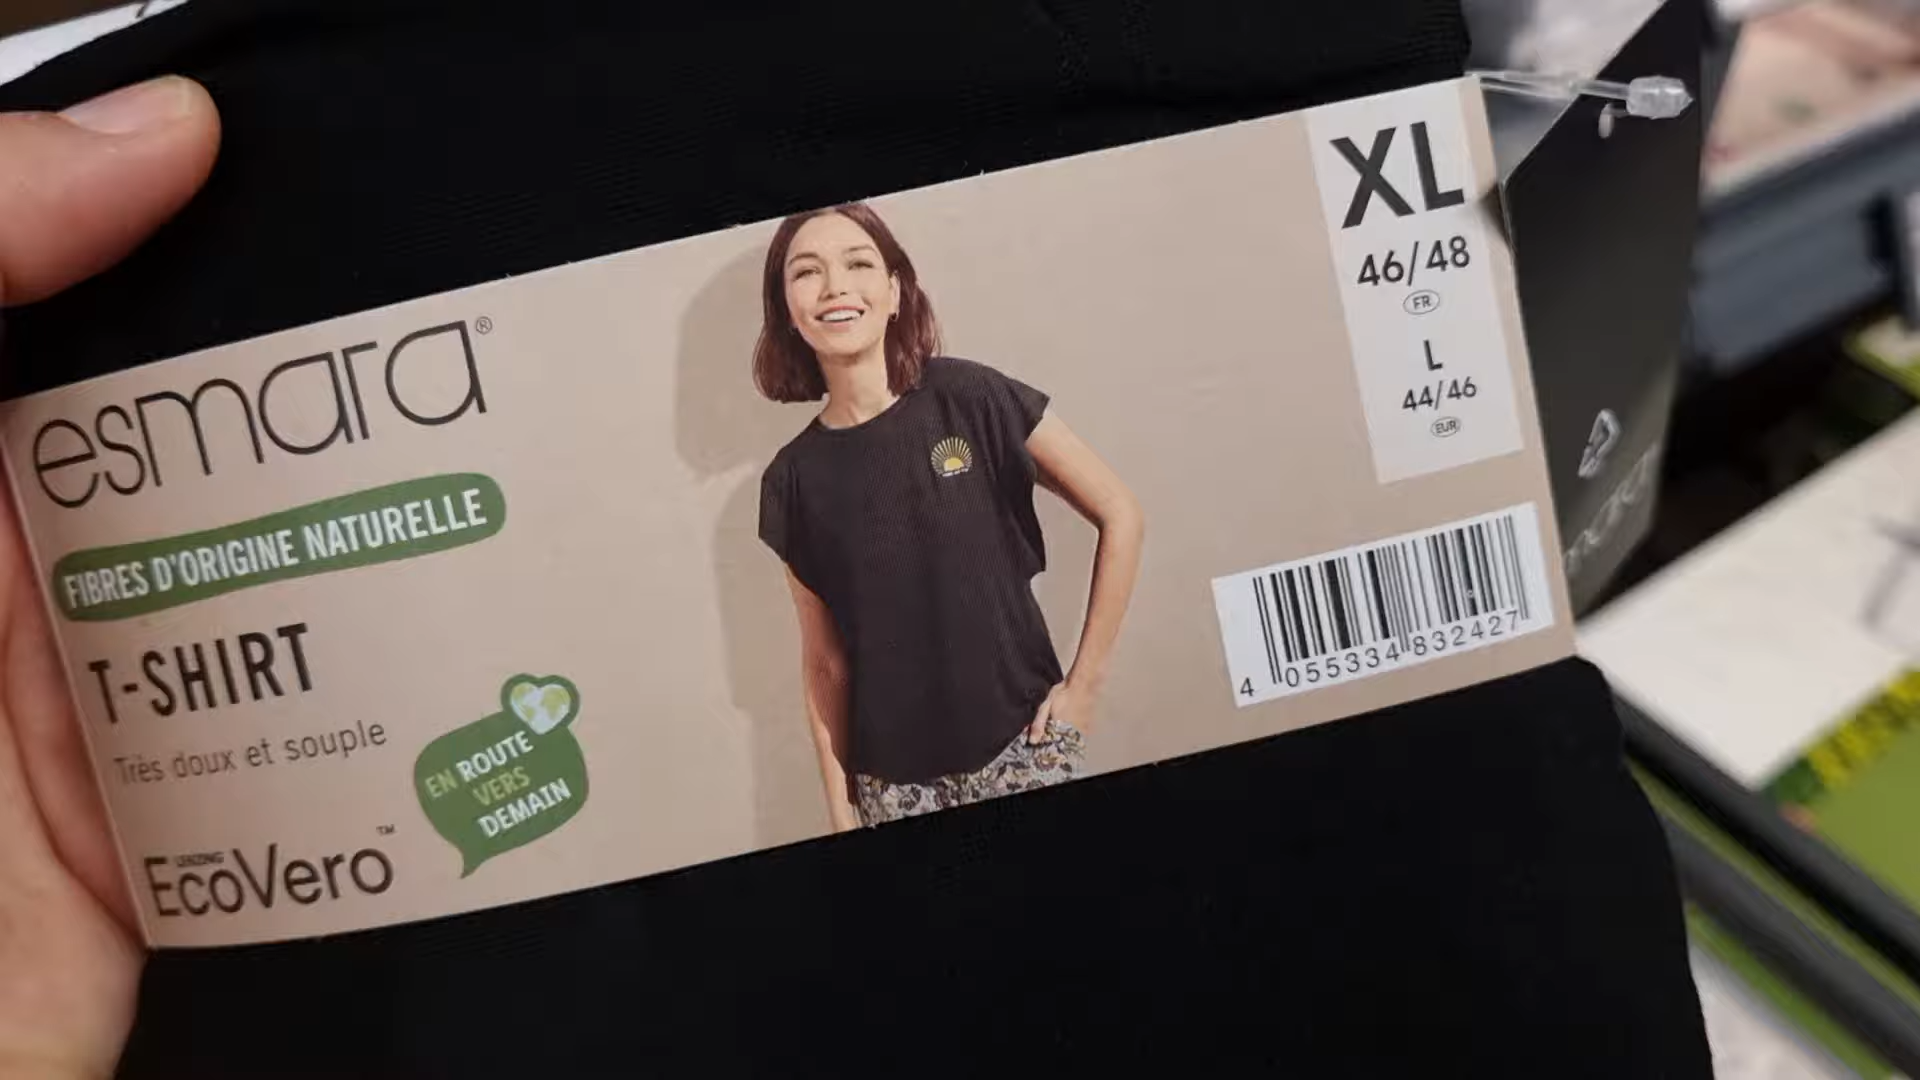 esmara®
FIBRES D'ORIGINE NATURELLE
T-SHIRT
Très doux et souple
LENZING
EcoVero™
EN ROUTE
VERS
DEMAIN
XL
46/48
FR
L
44/46
EUR
4 055334 832427